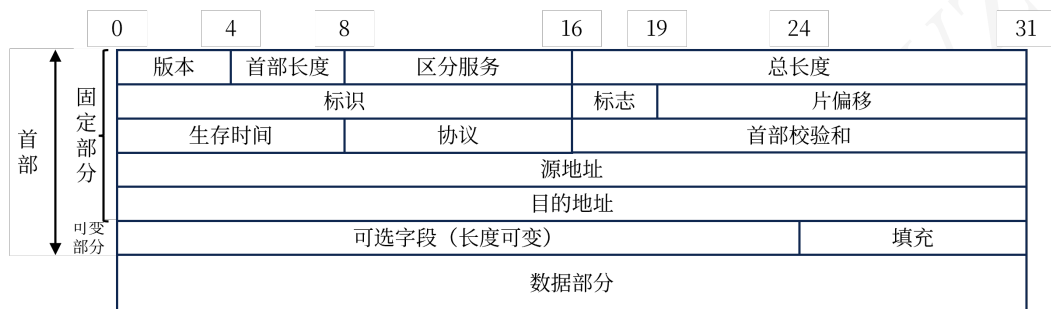 0 4 8 16 19 24 31
版本 首部长度 区分服务 总长度
标识 标志 片偏移
生存时间 协议 首部校验和
源地址
目的地址
可选字段（长度可变） 填充
数据部分
首部
固定部分
可变
部分